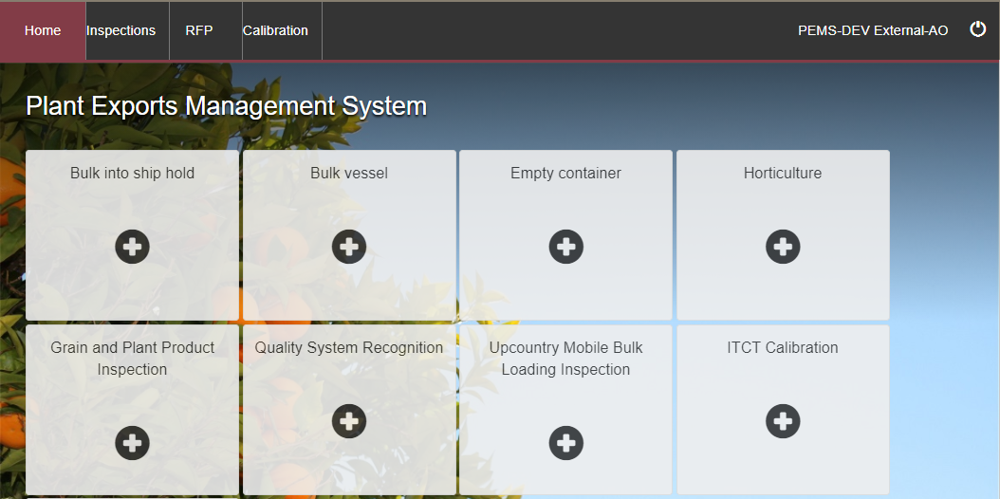 Home Inspections RFP Calibration PEMS-DEV External-AO
Plant Exports Management System
Bulk into ship hold
Bulk vessel
Empty container
Horticulture
Grain and Plant Product
Inspection
Quality System Recognition
Upcountry Mobile Bulk
Loading Inspection
ITCT Calibration